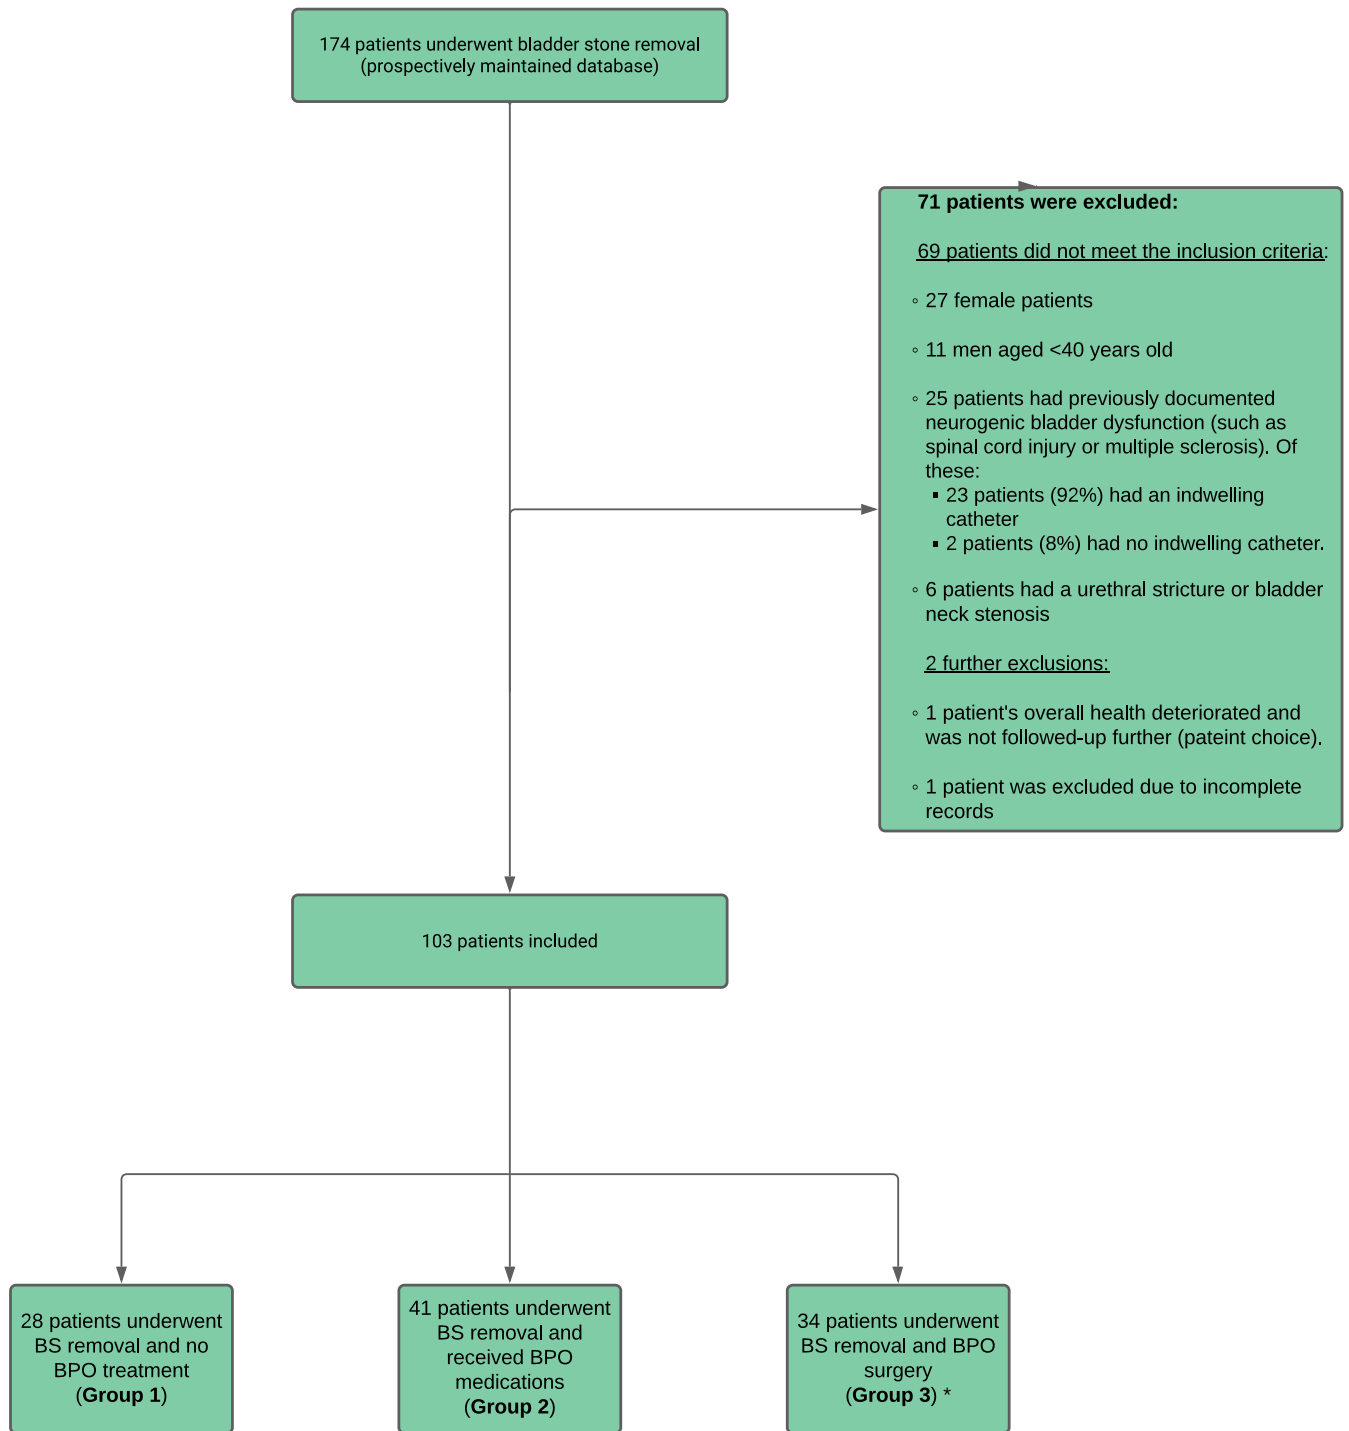 174 patients underwent bladder stone removal
(prospectively maintained database)
71 patients were excluded:
69 patients did not meet the inclusion criteria:
◦ 27 female patients
◦ 11 men aged <40 years old
◦ 25 patients had previously documented
neurogenic bladder dysfunction (such as
spinal cord injury or multiple sclerosis). Of
these:
▪ 23 patients (92%) had an indwelling
catheter
▪ 2 patients (8%) had no indwelling catheter.
◦ 6 patients had a urethral stricture or bladder
neck stenosis
2 further exclusions:
◦ 1 patient's overall health deteriorated and
was not followed-up further (pateint choice).
◦ 1 patient was excluded due to incomplete
records
103 patients included
28 patients underwent
BS removal and no
BPO treatment
(Group 1)
41 patients underwent
BS removal and
received BPO
medications
(Group 2)
34 patients underwent
BS removal and BPO
surgery
(Group 3) *